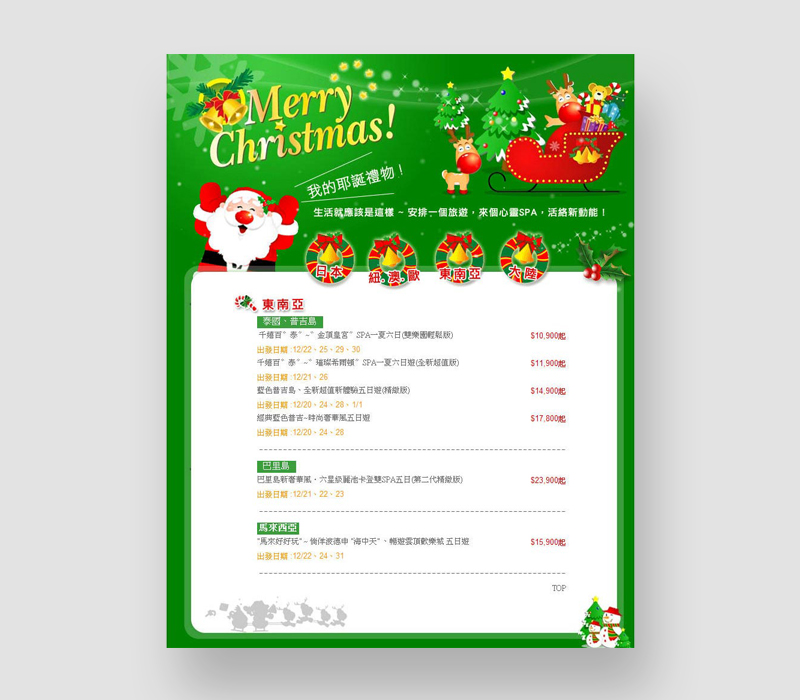 Merry
Christmas!
我的耶誕禮物！
生活就應該是這樣 ~ 安排一個旅遊，來個心靈SPA，活絡新動能！
日本 紐.澳.歐 東南亞 大陸
東南亞
泰國、普吉島
千嬉百〞泰〞~〞金頂皇宮〞SPA一夏六日(雙樂園輕鬆版) $10,900起
出發日期 :12/22、25、29、30
千嬉百〞泰〞~〞璀璨希爾頓〞SPA一夏六日遊(全新超值版) $11,900起
出發日期 :12/21、26
藍色普吉島、全新超值新體驗五日遊(精緻版) $14,900起
出發日期 :12/20、24、28、1/1
經典藍色普吉~時尚奢華風五日遊 $17,800起
出發日期 :12/20、24、28
巴里島
巴里島新奢華風．六星級麗池卡登雙SPA五日(第二代精緻版) $23,900起
出發日期 :12/21、22、23
馬來西亞
"馬來好好玩"~ 徜徉波德申 "海中天"、暢遊雲頂歡樂城 五日遊 $15,900起
出發日期 :12/22、24、31
TOP